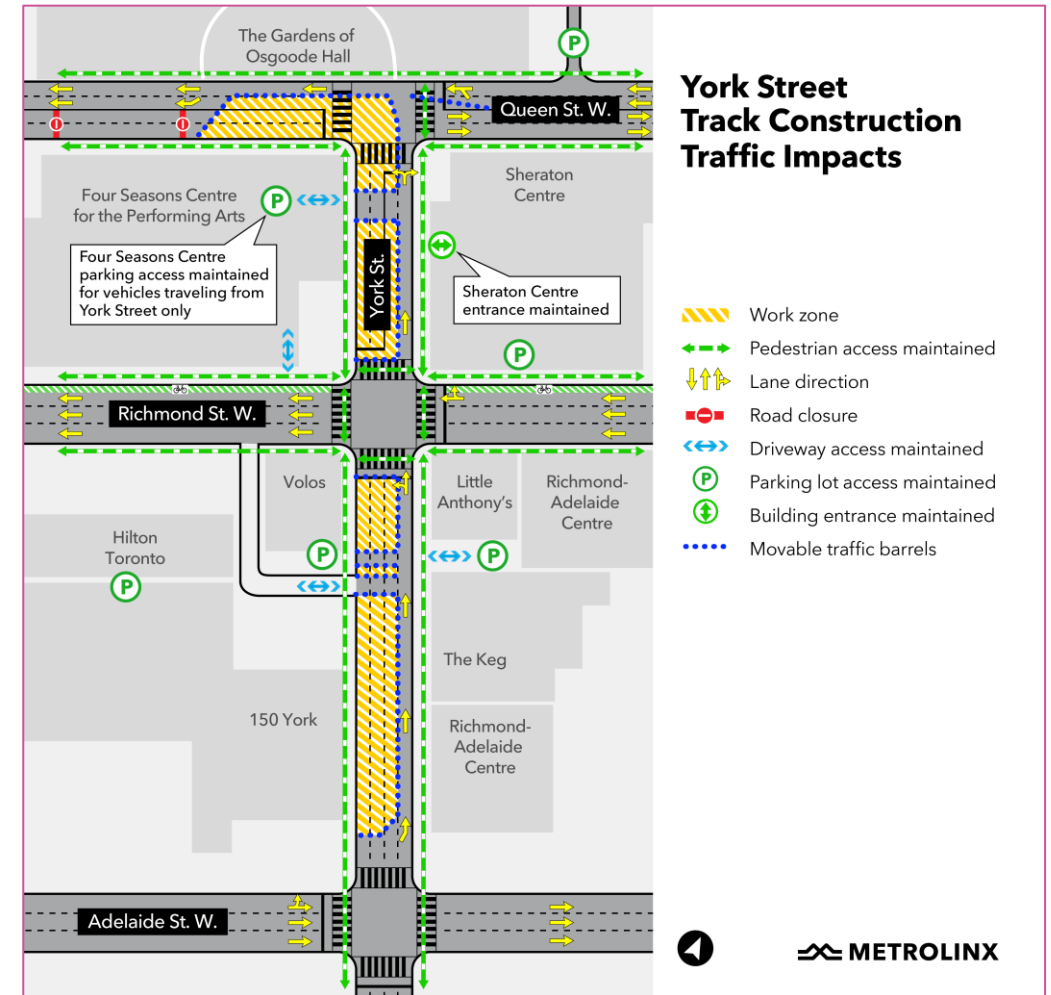 The Gardens of
Osgoode Hall
P
Queen St. W.
York Street
Track Construction
Traffic Impacts
Four Seasons Centre
for the Performing Arts
P
Sheraton
Centre
Four Seasons Centre
parking access maintained
for vehicles traveling from
York Street only
York St.
Sheraton Centre
entrance maintained
P
Work zone
Pedestrian access maintained
Lane direction
Road closure
Driveway access maintained
P
Parking lot access maintained
Building entrance maintained
Movable traffic barrels
Richmond St. W.
Volos
Little
Anthony's
Richmond-
Adelaide
Centre
Hilton
Toronto
P
P
P
The Keg
150 York
Richmond-
Adelaide
Centre
Adelaide St. W.
METROLINX